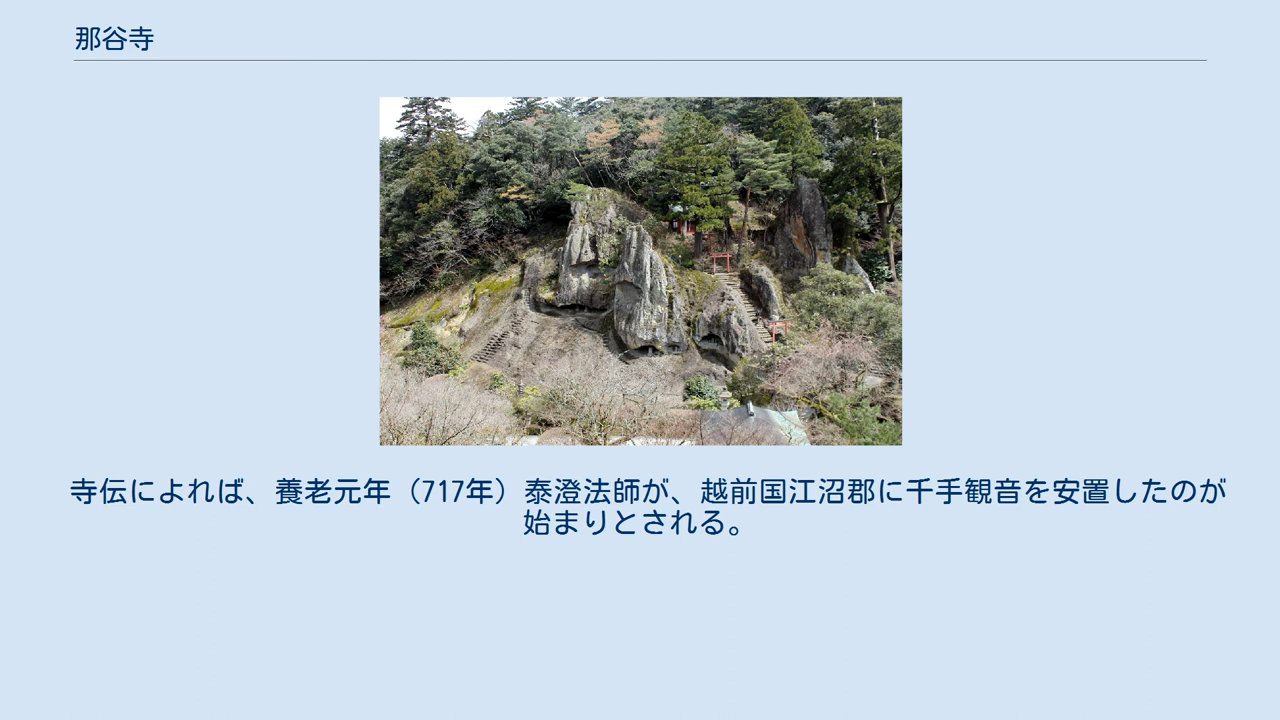 那谷寺
寺伝によれば、養老元年（717年）泰澄法師が、越前国江沼郡に千手観音を安置したのが
始まりとされる。